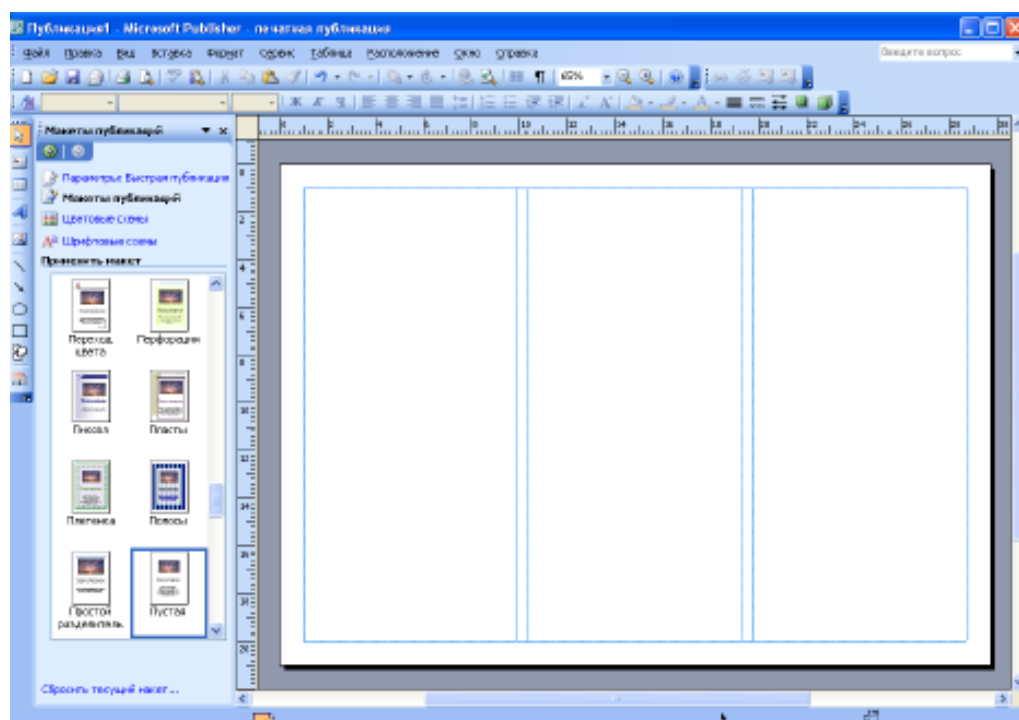 Публикация1 - Microsoft Publisher - печатная публикация
Файл Правка Вид Вставка Формат Сервис Таблица Расположение Окно Справка Введите вопрос
65%
Ж К Ч
Макеты публикаций
Параметры: Быстрая публикация
Макеты публикаций
Цветовые схемы
Шрифтовые схемы
Применить макет
Переход цвета Перфорация
Пиксел Пласты
Плетенка Полосы
Простой разделитель. Пустая
Сбросить текущий макет...